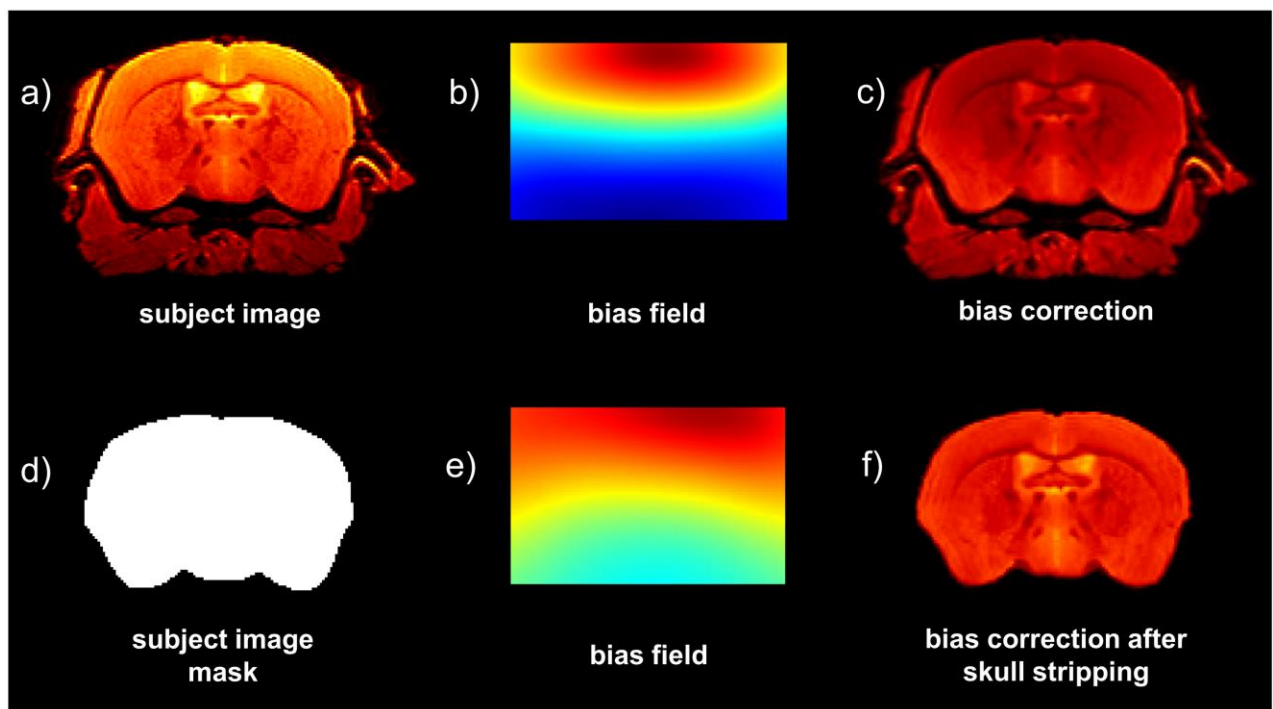 a)
b)
c)
subject image
bias field
bias correction
d)
e)
f)
subject image
mask
bias field
bias correction after
skull stripping